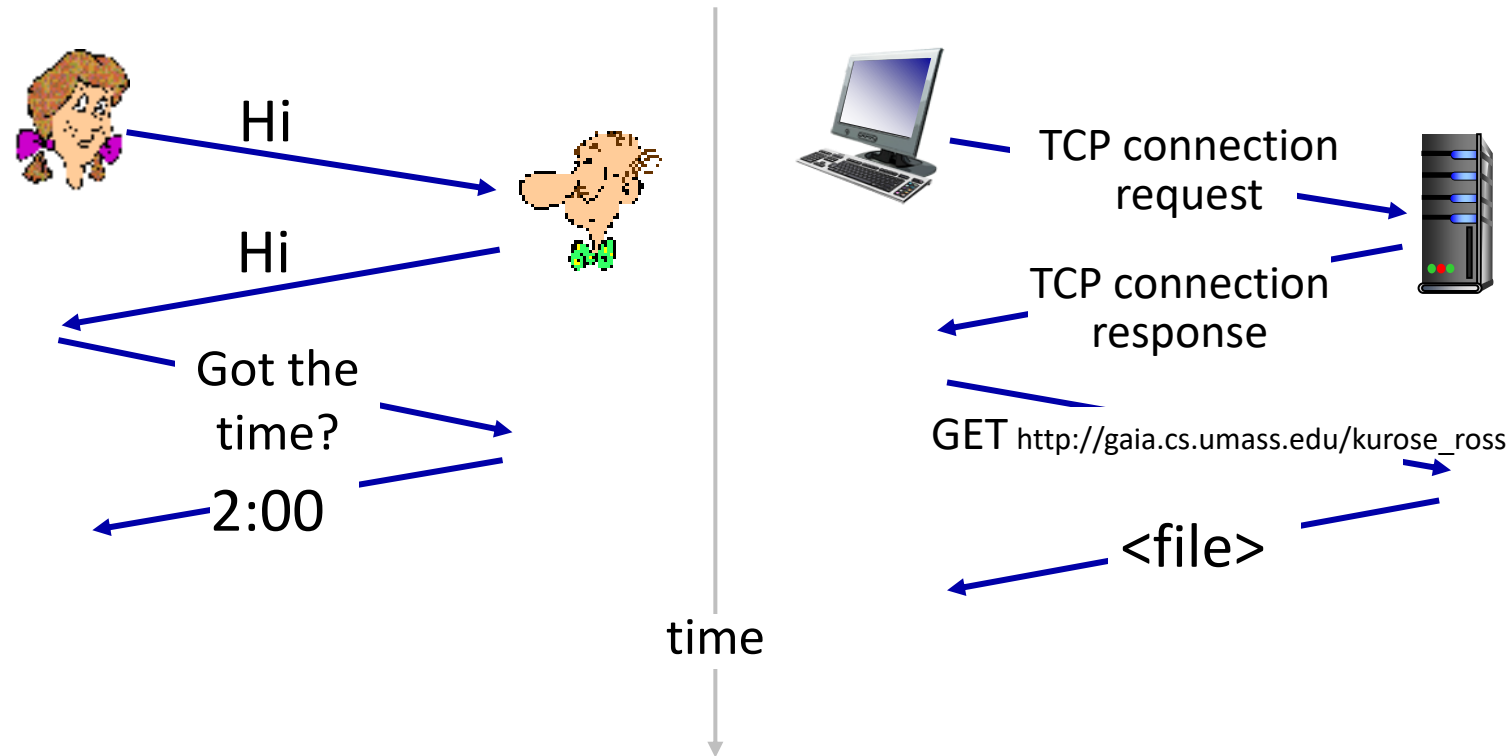 Hi
Hi
Got the
time?
2:00
TCP connection
request
TCP connection
response
GET http://gaia.cs.umass.edu/kurose_ross
<file>
time